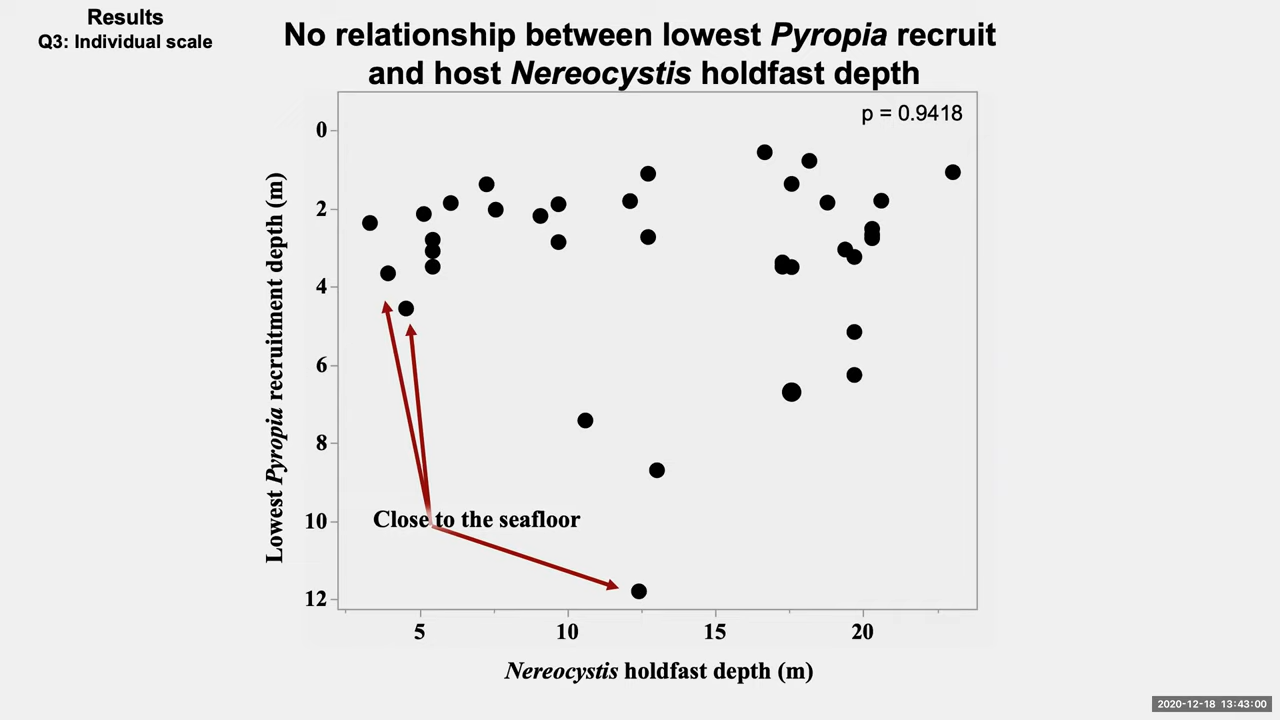 Results
Q3: Individual scale
No relationship between lowest Pyropia recruit
and host Nereocystis holdfast depth
p = 0.9418
Lowest Pyropia recruitment depth (m)
0
2
4
6
8
10
12
Close to the seafloor
5
10
15
20
Nereocystis holdfast depth (m)
2020-12-18 13:43:00